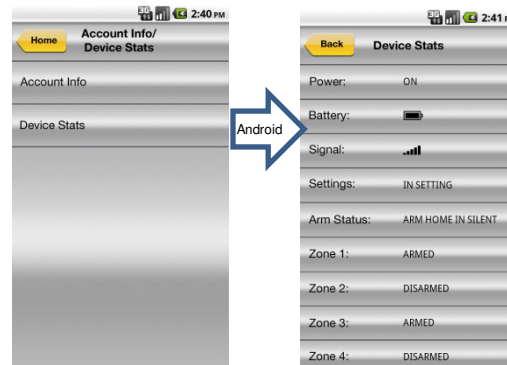 3G
2:40 PM
Home
Account Info/
Device Stats
Account Info
Device Stats
Android
3G
2:41
Back
Device Stats
Power: ON
Battery:
Signal:
Settings: IN SETTING
Arm Status: ARM HOME IN SILENT
Zone 1: ARMED
Zone 2: DISARMED
Zone 3: ARMED
Zone 4: DISARMED